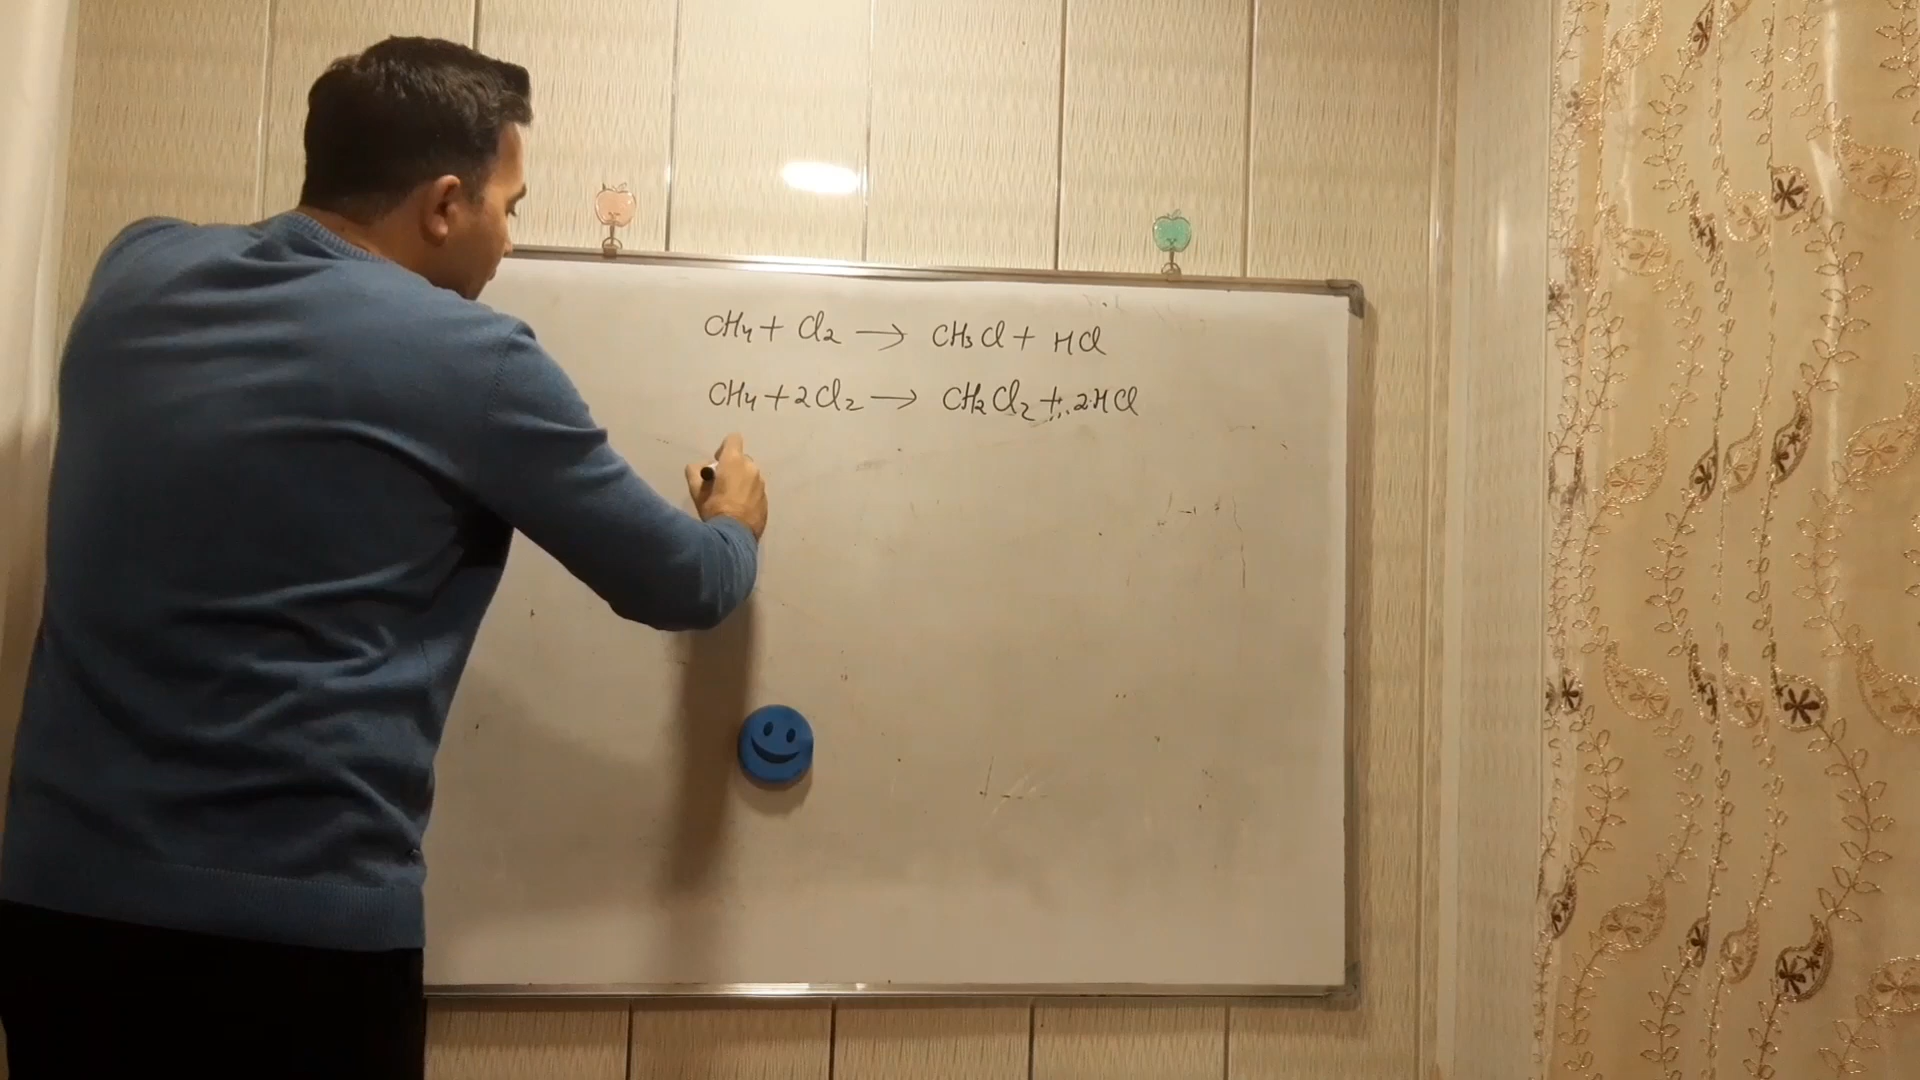 CH4 + Cl2 → CH3Cl + HCl
CH4 + 2Cl2 → CH2Cl2 + 2HCl